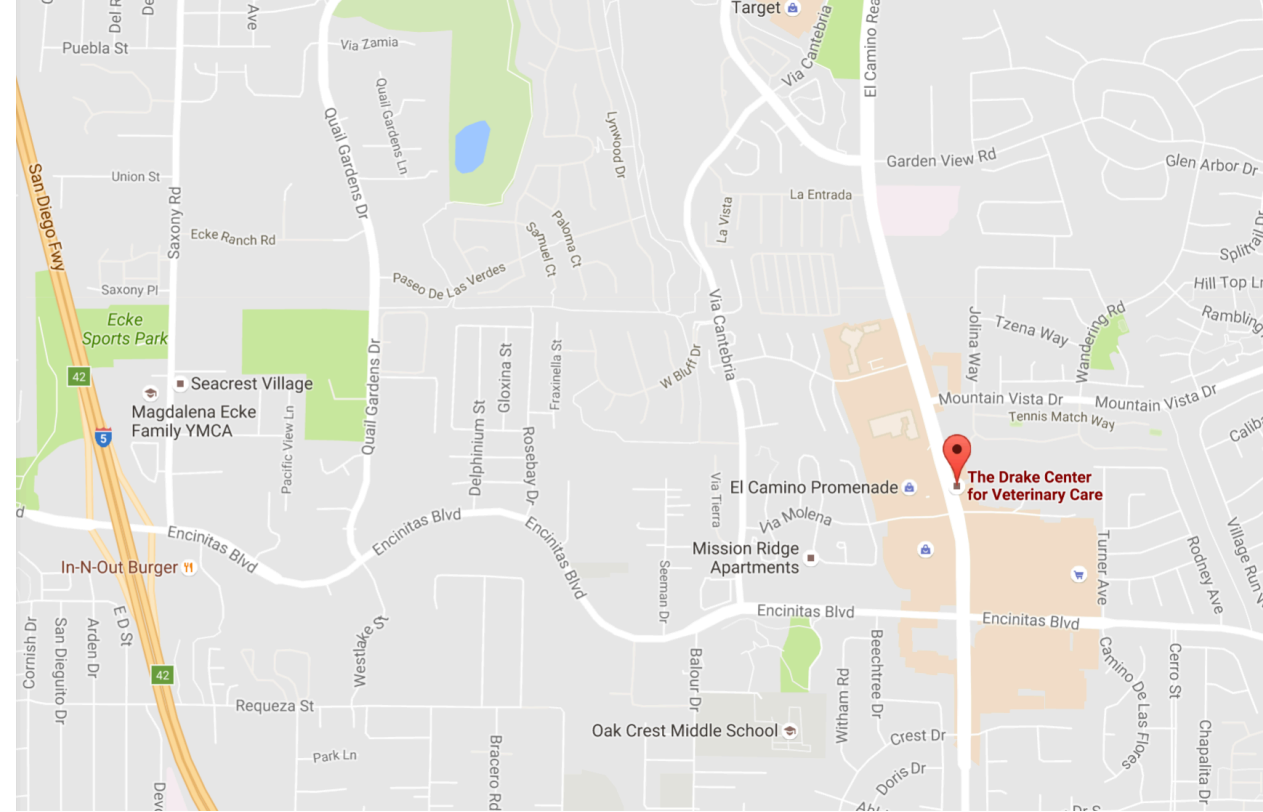 Target
Via Cantebria
El Camino Rea
Del R
De
Ave
Puebla St
Via Zamia
Quail Gardens Ln
Quail Gardens Dr
Lynwood Dr
Garden View Rd
Glen Arbor Dr
San Diego Fwy
Union St
Saxony Rd
La Entrada
La Vista
Ecke Ranch Rd
Paloma Ct
Samuel Ct
Splitrail Dr
Paseo De Las Verdes
Saxony Pl
Hill Top Ln
Ecke
Sports Park
Via Cantebria
Jolina Way
Tzena Way
Wandering Rd
Rambling
42
Seacrest Village
Magdalena Ecke
Family YMCA
Quail Gardens Dr
Gloxina St
Fraxinella St
W Bluff Dr
Mountain Vista Dr
Mountain Vista Dr
Tennis Match Way
5
Pacific View Ln
Delphinium St
Rosebay Dr
Caliba
Via Tierra
El Camino Promenade
The Drake Center
for Veterinary Care
d
Encinitas Blvd
Encinitas Blvd
Encinitas Blvd
Via Molena
Mission Ridge
Apartments
Turner Ave
Rodney Ave
Village Run
In-N-Out Burger
Seeman Dr
Encinitas Blvd
Encinitas Blvd
Cornish Dr
San Dieguito Dr
Arden Dr
E D St
Westlake St
Balour Dr
Witham Rd
Beechtree Dr
Camino De Las Flores
Cerro St
42
Requeza St
Oak Crest Middle School
Crest Dr
Chapalita D
Park Ln
Bracero Rd
Doris Dr
Devo